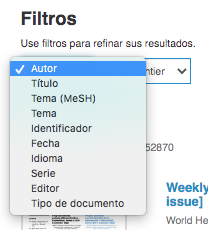 Filtros
Use filtros para refinar sus resultados.
✓ Autor
Título
Tema (MeSH)
Tema
Identificador
Fecha
Idioma
Serie
Editor
Tipo de documento
ntier
52870
Weekly
issue]
World He